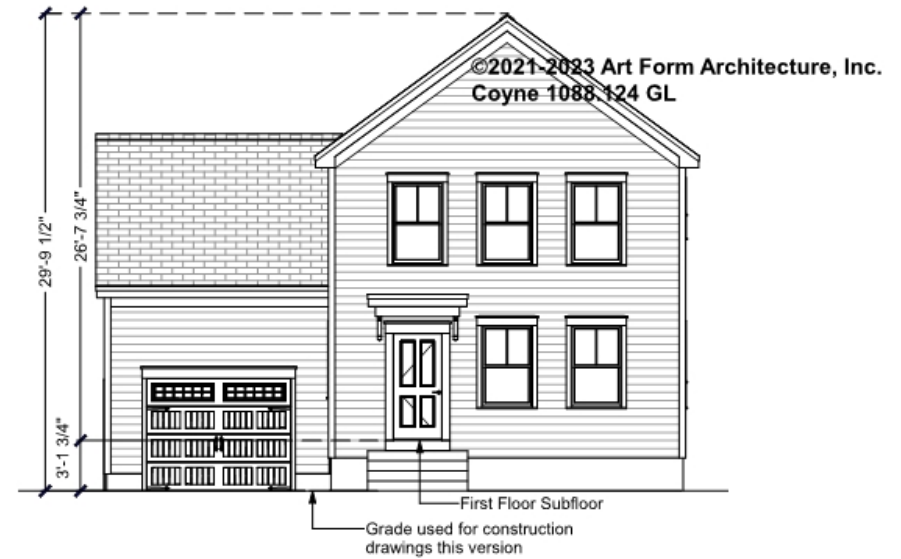 ©2021-2023 Art Form Architecture, Inc.
Coyne 1088.124 GL
29'-9 1/2"
26'-7 3/4"
3'-1 3/4"
First Floor Subfloor
Grade used for construction
drawings this version